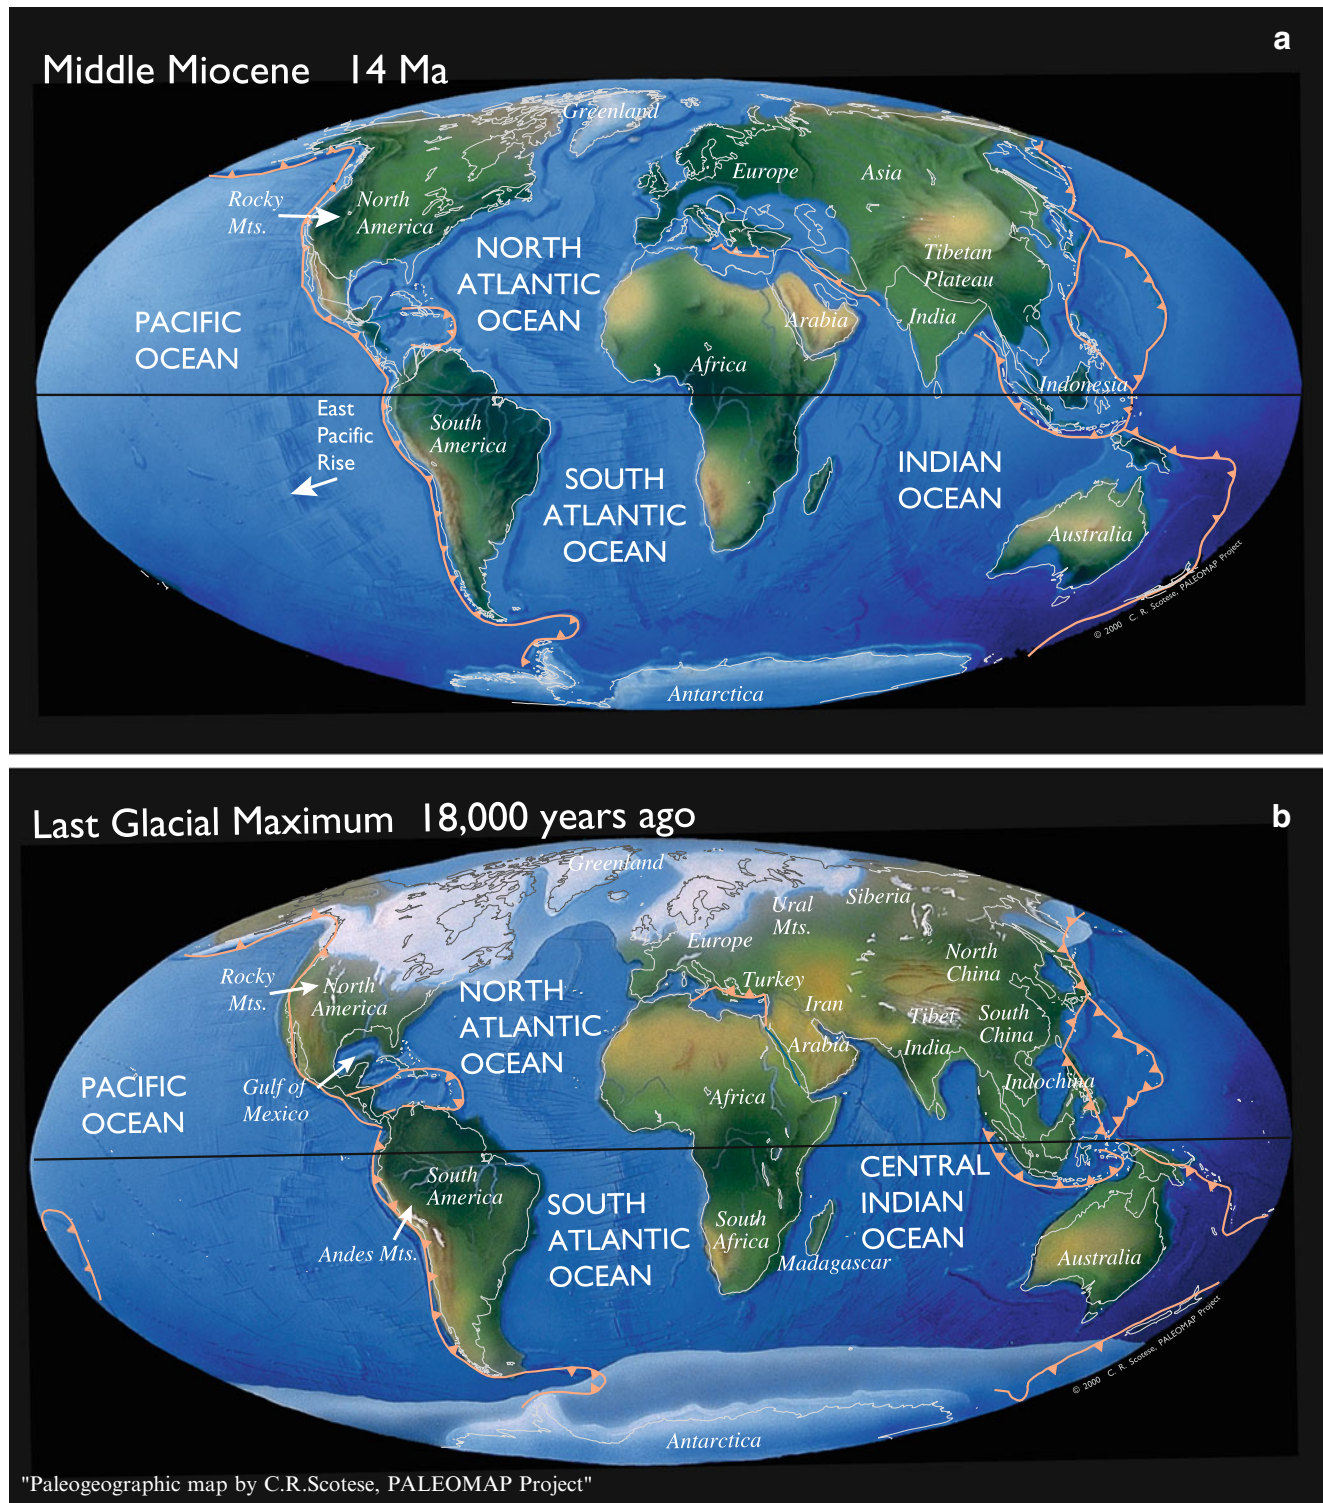 a
Middle Miocene 14 Ma
Greenland
Europe
Asia
Rocky
Mts.
North
America
NORTH
ATLANTIC
OCEAN
Tibetan
Plateau
PACIFIC
OCEAN
Arabia
India
Africa
Indonesia
East
Pacific
Rise
South
America
SOUTH
ATLANTIC
OCEAN
INDIAN
OCEAN
Australia
© 2000 C. R. Scotese, PALEOMAP Project
Antarctica
b
Last Glacial Maximum 18,000 years ago
Greenland
Ural
Mts.
Siberia
Europe
North
China
Rocky
Mts.
North
America
NORTH
ATLANTIC
OCEAN
Turkey
Iran
Tibet
South
China
Arabia
India
PACIFIC
OCEAN
Gulf of
Mexico
Africa
Indochina
South
America
CENTRAL
INDIAN
OCEAN
SOUTH
ATLANTIC
OCEAN
South
Africa
Andes Mts.
Madagascar
Australia
© 2000 C. R. Scotese, PALEOMAP Project
Antarctica
"Paleogeographic map by C.R.Scotese, PALEOMAP Project"